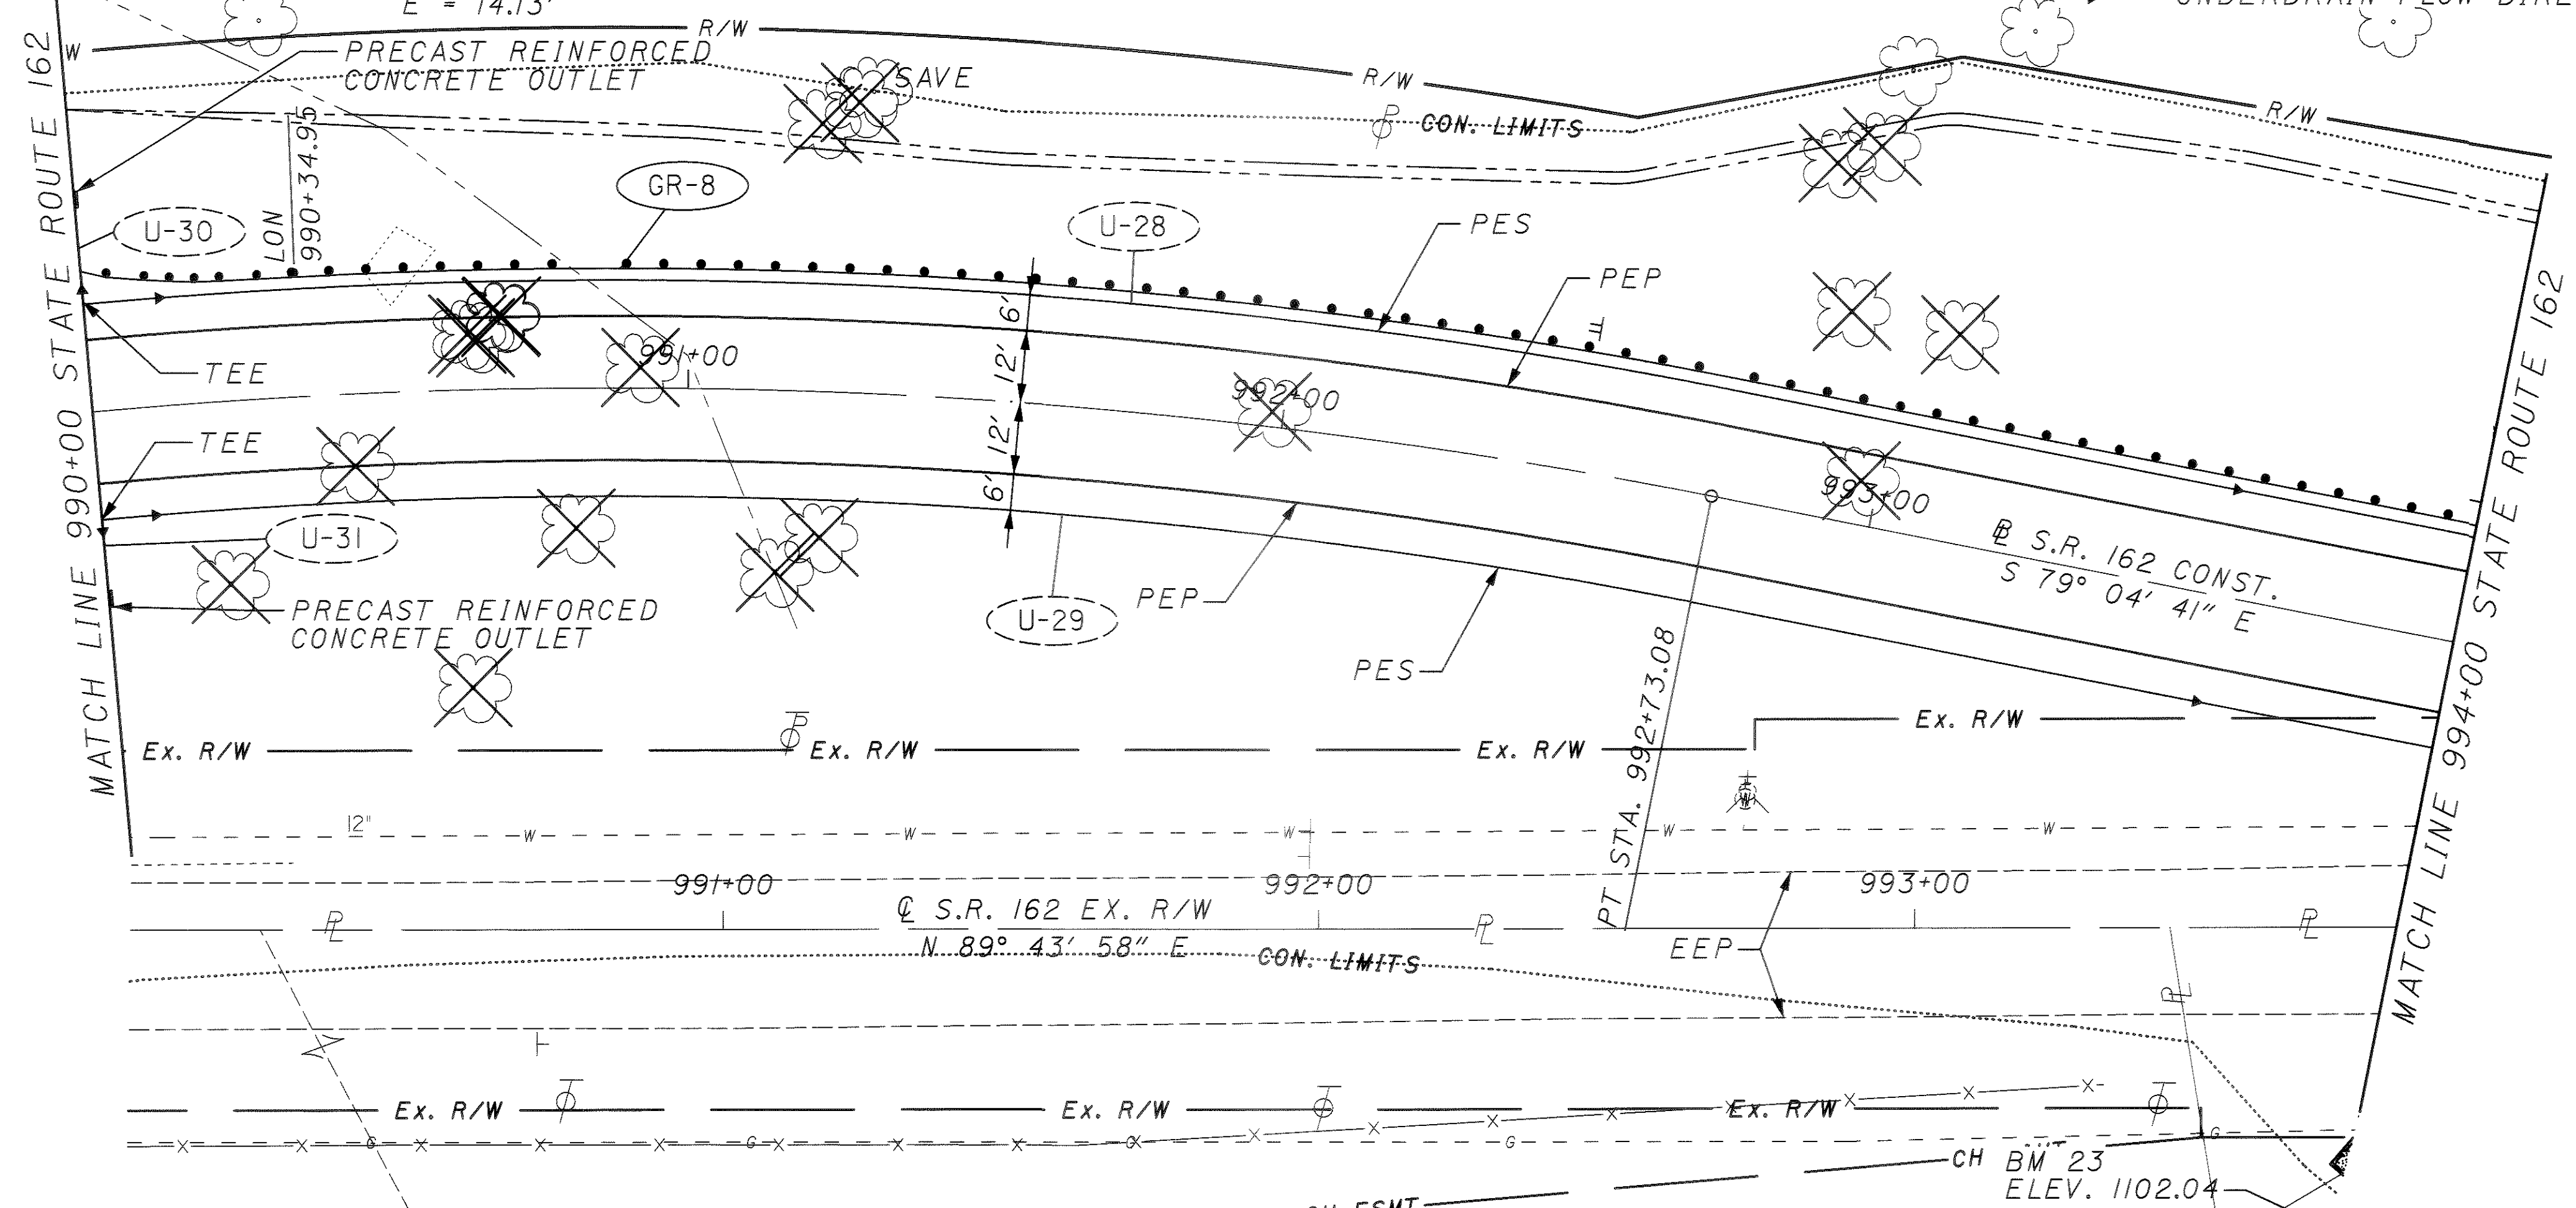 E = 14.13'
R/W
PRECAST REINFORCED
CONCRETE OUTLET
SAVE
R/W
CON. LIMITS
R/W
W
MATCH LINE 990+00 STATE ROUTE 162
LON
990+34.95
U-30
GR-8
U-28
PES
PEP
TEE
991+00
6'
12'
12'
6'
992+00
TEE
993+00
U-31
PRECAST REINFORCED
CONCRETE OUTLET
U-29
PEP
PES
S.R. 162 CONST.
S 79° 04' 41" E
PT STA. 992+73.08
MATCH LINE 994+00 STATE ROUTE 162
Ex. R/W
Ex. R/W
Ex. R/W
Ex. R/W
12"
W
W
W
W
W
W
991+00
992+00
993+00
℄ S.R. 162 EX. R/W
N 89° 43' 58" E
PL
PL
PL
PL
CON. LIMITS
EEP
Ex. R/W
Ex. R/W
Ex. R/W
G
G
G
G
G
CH
BM 23
ELEV. 1102.04